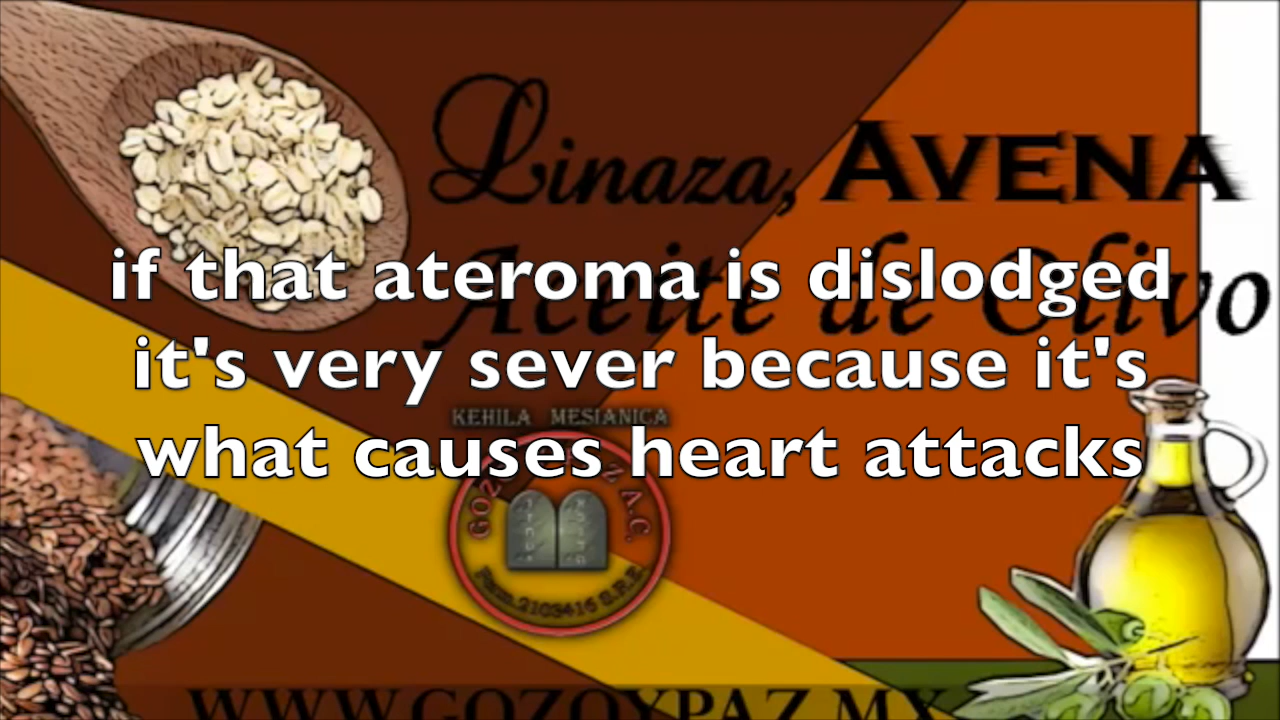 Linaza, AVENA
Aceite de Olivo
if that ateroma is dislodged
it's very sever because it's
what causes heart attacks
KEHILA MESIANICA
GOZO Z A.C.
2103416 S.R.E.
WWW.GOZOYPAZ.MX